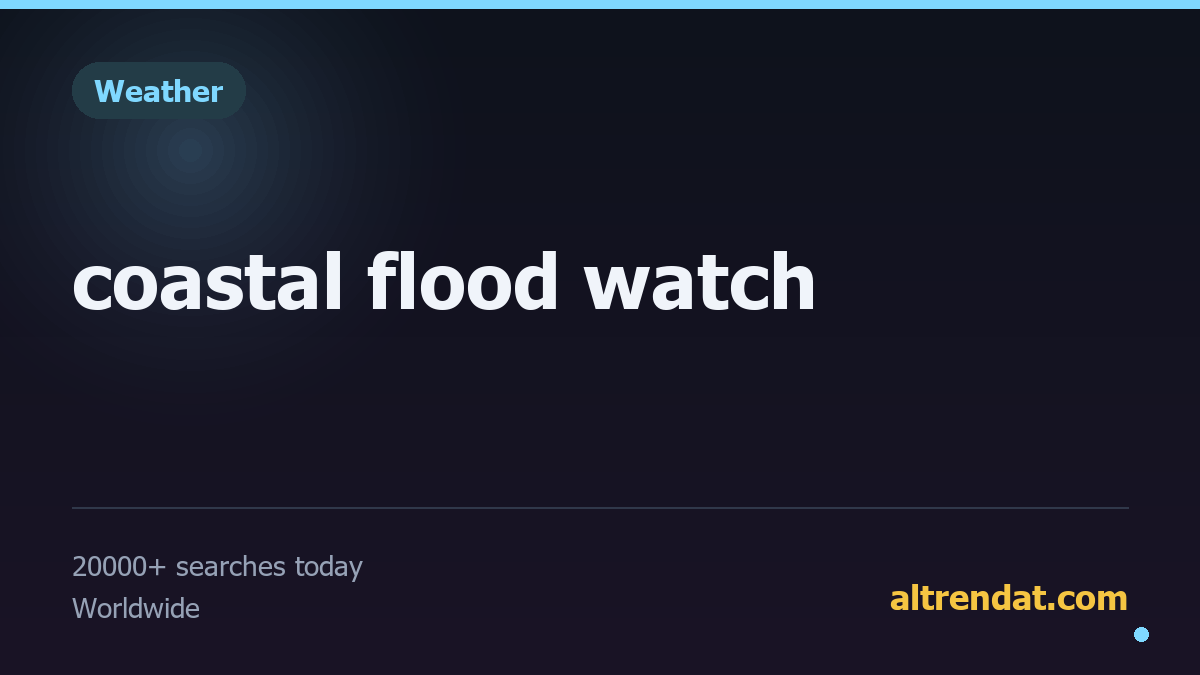 Weather
coastal flood watch
20000+ searches today
Worldwide
altrendat.com